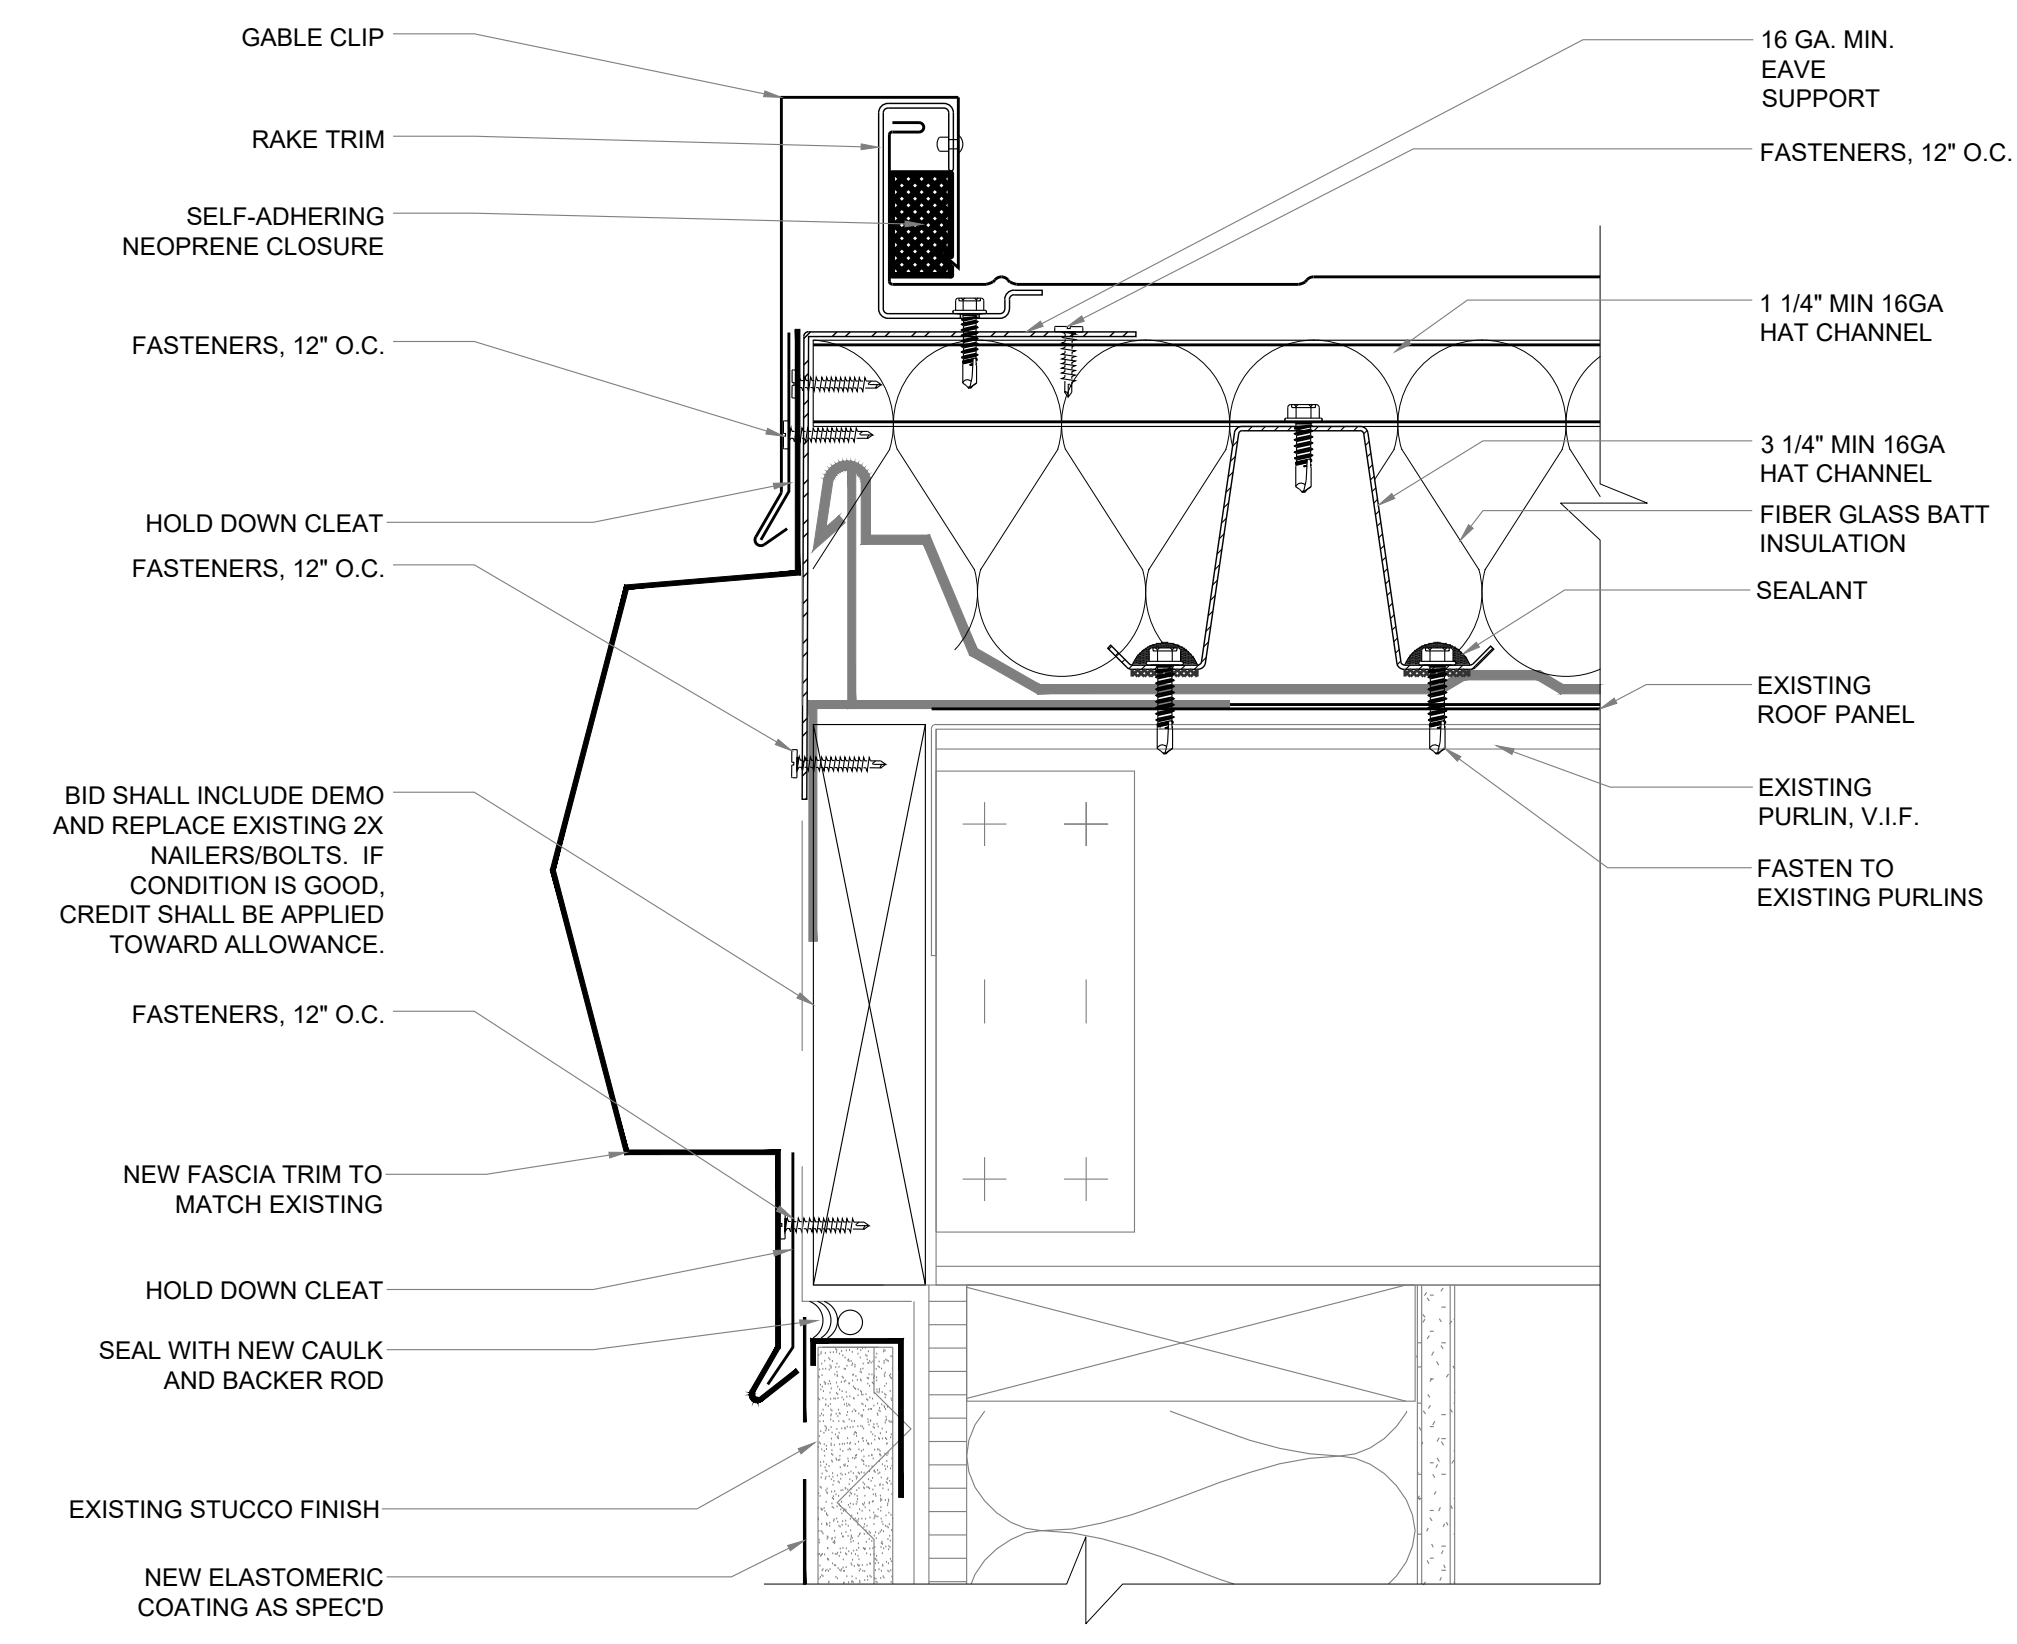 GABLE CLIP
RAKE TRIM
SELF-ADHERING
NEOPRENE CLOSURE
FASTENERS, 12" O.C.
HOLD DOWN CLEAT
FASTENERS, 12" O.C.
BID SHALL INCLUDE DEMO
AND REPLACE EXISTING 2X
NAILERS/BOLTS.  IF
CONDITION IS GOOD,
CREDIT SHALL BE APPLIED
TOWARD ALLOWANCE.
FASTENERS, 12" O.C.
NEW FASCIA TRIM TO
MATCH EXISTING
HOLD DOWN CLEAT
SEAL WITH NEW CAULK
AND BACKER ROD
EXISTING STUCCO FINISH
NEW ELASTOMERIC
COATING AS SPEC'D
16 GA. MIN.
EAVE
SUPPORT
FASTENERS, 12" O.C.
1 1/4" MIN 16GA
HAT CHANNEL
3 1/4" MIN 16GA
HAT CHANNEL
FIBER GLASS BATT
INSULATION
SEALANT
EXISTING
ROOF PANEL
EXISTING
PURLIN, V.I.F.
FASTEN TO
EXISTING PURLINS